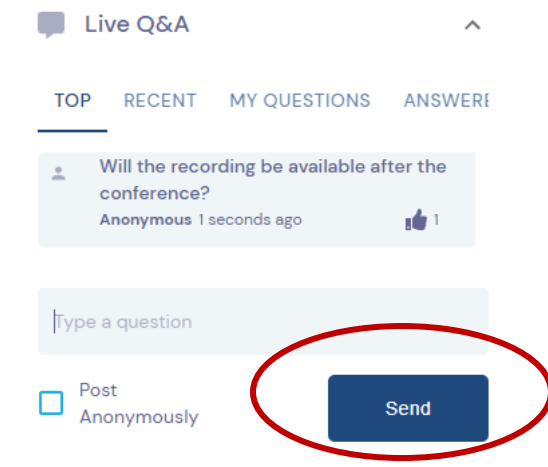 Live Q&A
TOP RECENT MY QUESTIONS ANSWERE
Will the recording be available after the
conference?
Anonymous 1 seconds ago 1
Type a question
Post
Anonymously
Send